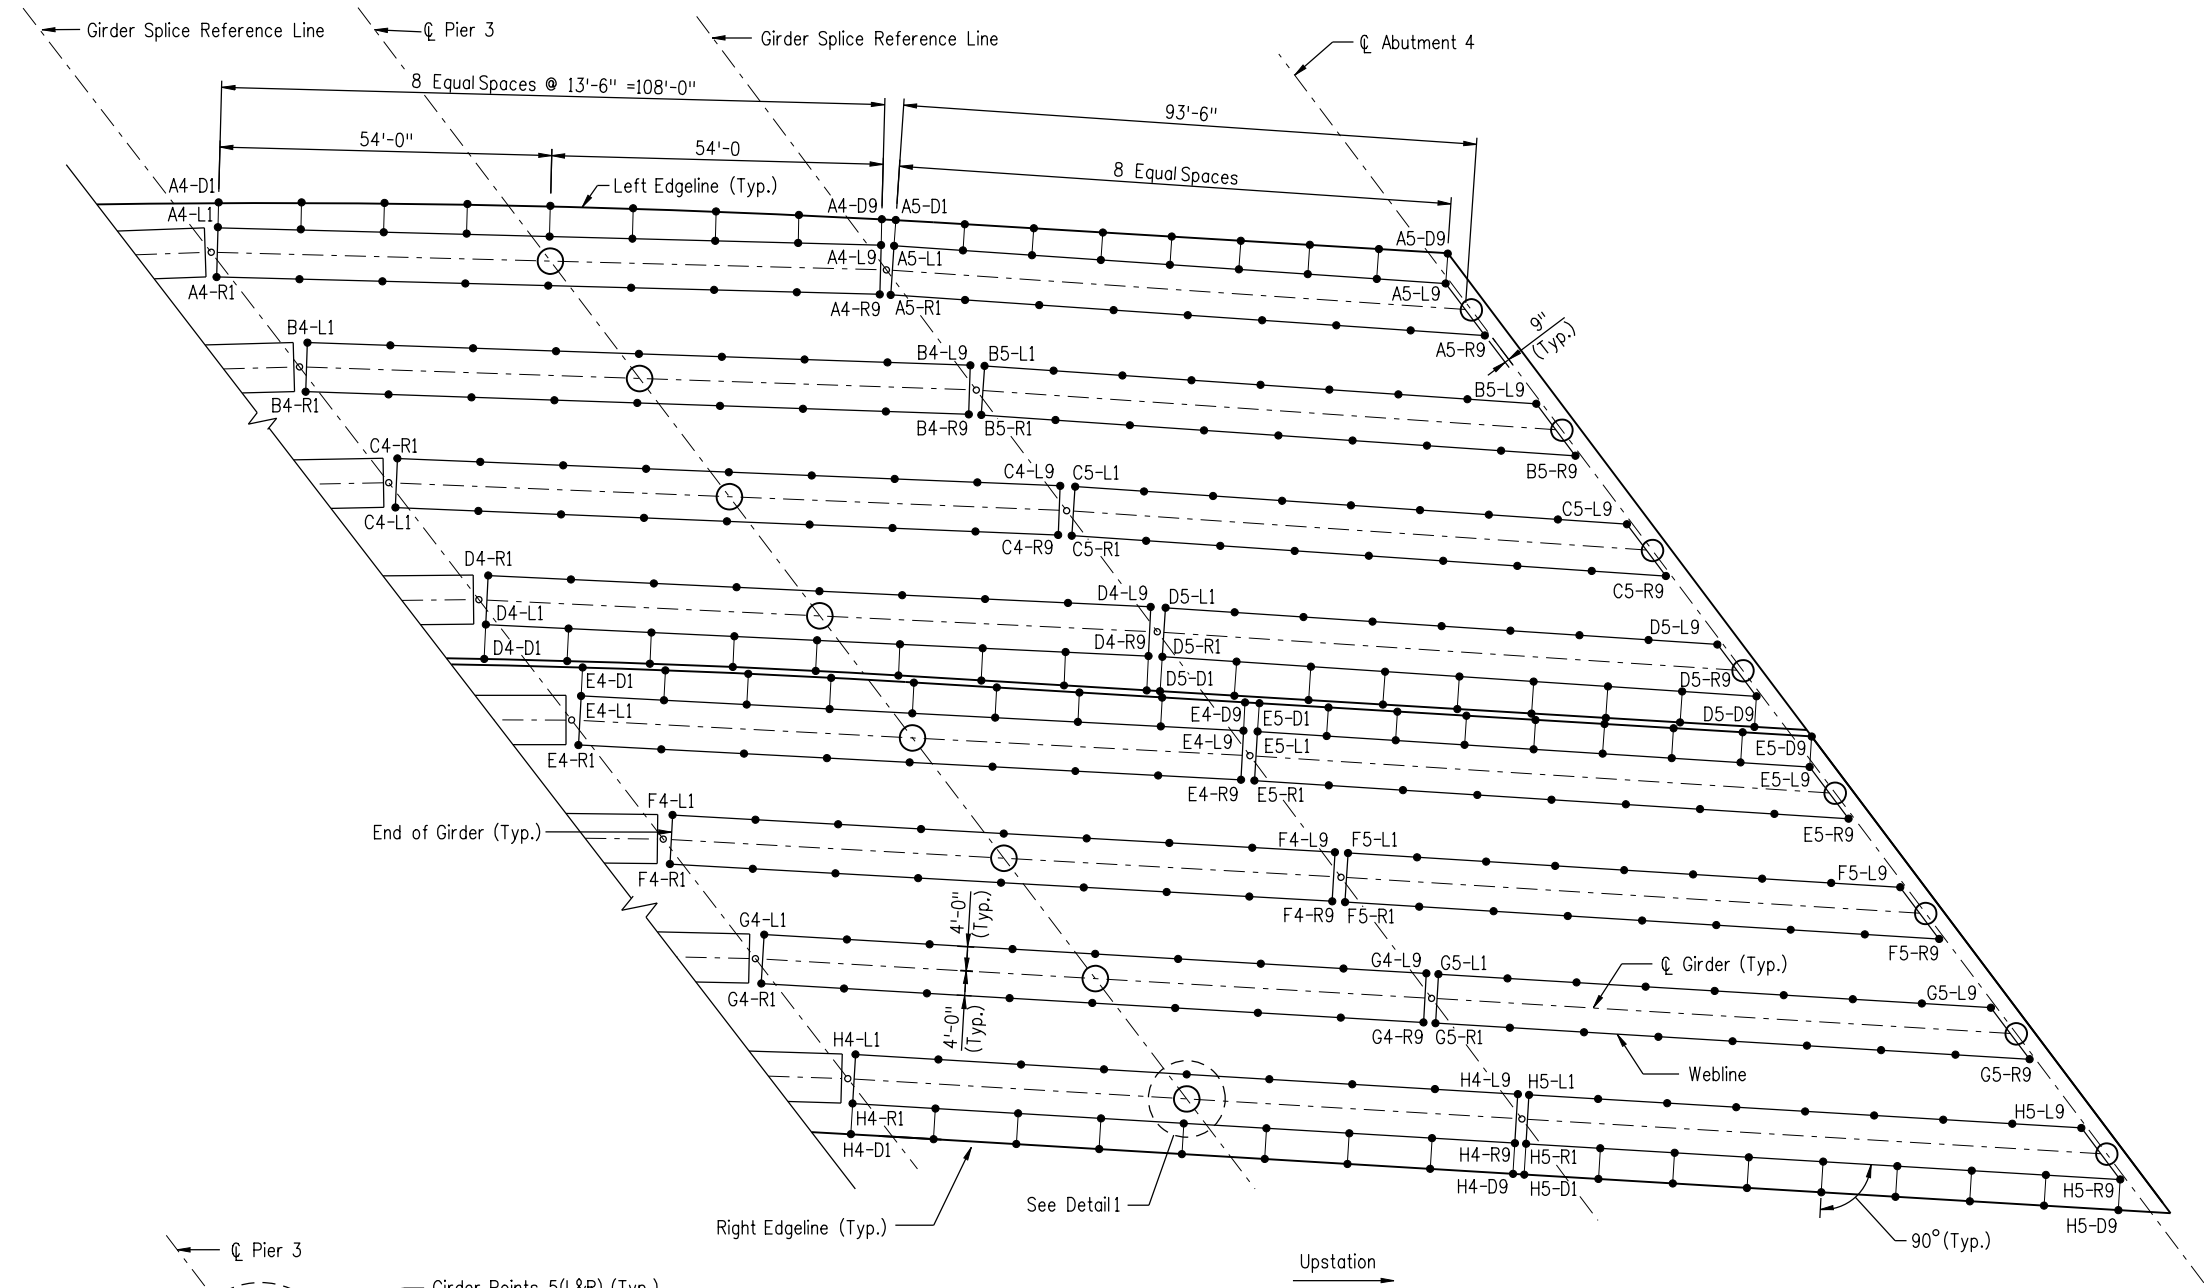 Girder Splice Reference Line
℄ Pier 3
Girder Splice Reference Line
℄ Abutment 4
8 Equal Spaces @ 13'-6" =108'-0"
93'-6"
54'-0"
54'-0
8 Equal Spaces
Left Edgeline (Typ.)
A4-D1
A4-L1
A4-R1
A4-D9
A5-D1
A4-L9
A5-L1
A4-R9
A5-R1
A5-D9
A5-L9
A5-R9
9"
(Typ.)
B4-L1
B4-R1
B4-L9
B5-L1
B4-R9
B5-R1
B5-L9
B5-R9
C4-R1
C4-L1
C4-L9
C5-L1
C4-R9
C5-R1
C5-L9
C5-R9
D4-R1
D4-L1
D4-D1
D4-L9
D5-L1
D4-R9
D5-R1
D5-D1
D5-L9
D5-R9
D5-D9
E4-D1
E4-L1
E4-R1
E4-D9
E5-D1
E4-L9
E5-L1
E4-R9
E5-R1
E5-D9
E5-L9
E5-R9
End of Girder (Typ.)
F4-L1
F4-R1
F4-L9
F5-L1
F4-R9
F5-R1
F5-L9
F5-R9
4'-0"
(Typ.)
4'-0"
(Typ.)
G4-L1
G4-R1
G4-L9
G5-L1
G4-R9
G5-R1
G5-L9
G5-R9
℄ Girder (Typ.)
Webline
H4-L1
H4-R1
H4-D1
H4-L9
H5-L1
H4-R9
H5-R1
H4-D9
H5-D1
H5-L9
H5-R9
H5-D9
See Detail 1
Right Edgeline (Typ.)
90° (Typ.)
℄ Pier 3
Upstation
Girder Points 5(L&R) (Typ.)